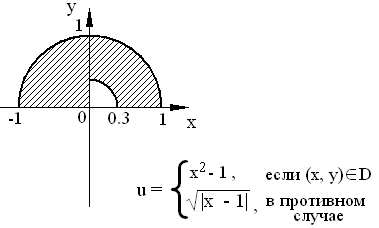 y
1
-1 0 0.3 1 x
u = { x² - 1 , если (x, y)∈D
√|x - 1| , в противном
случае